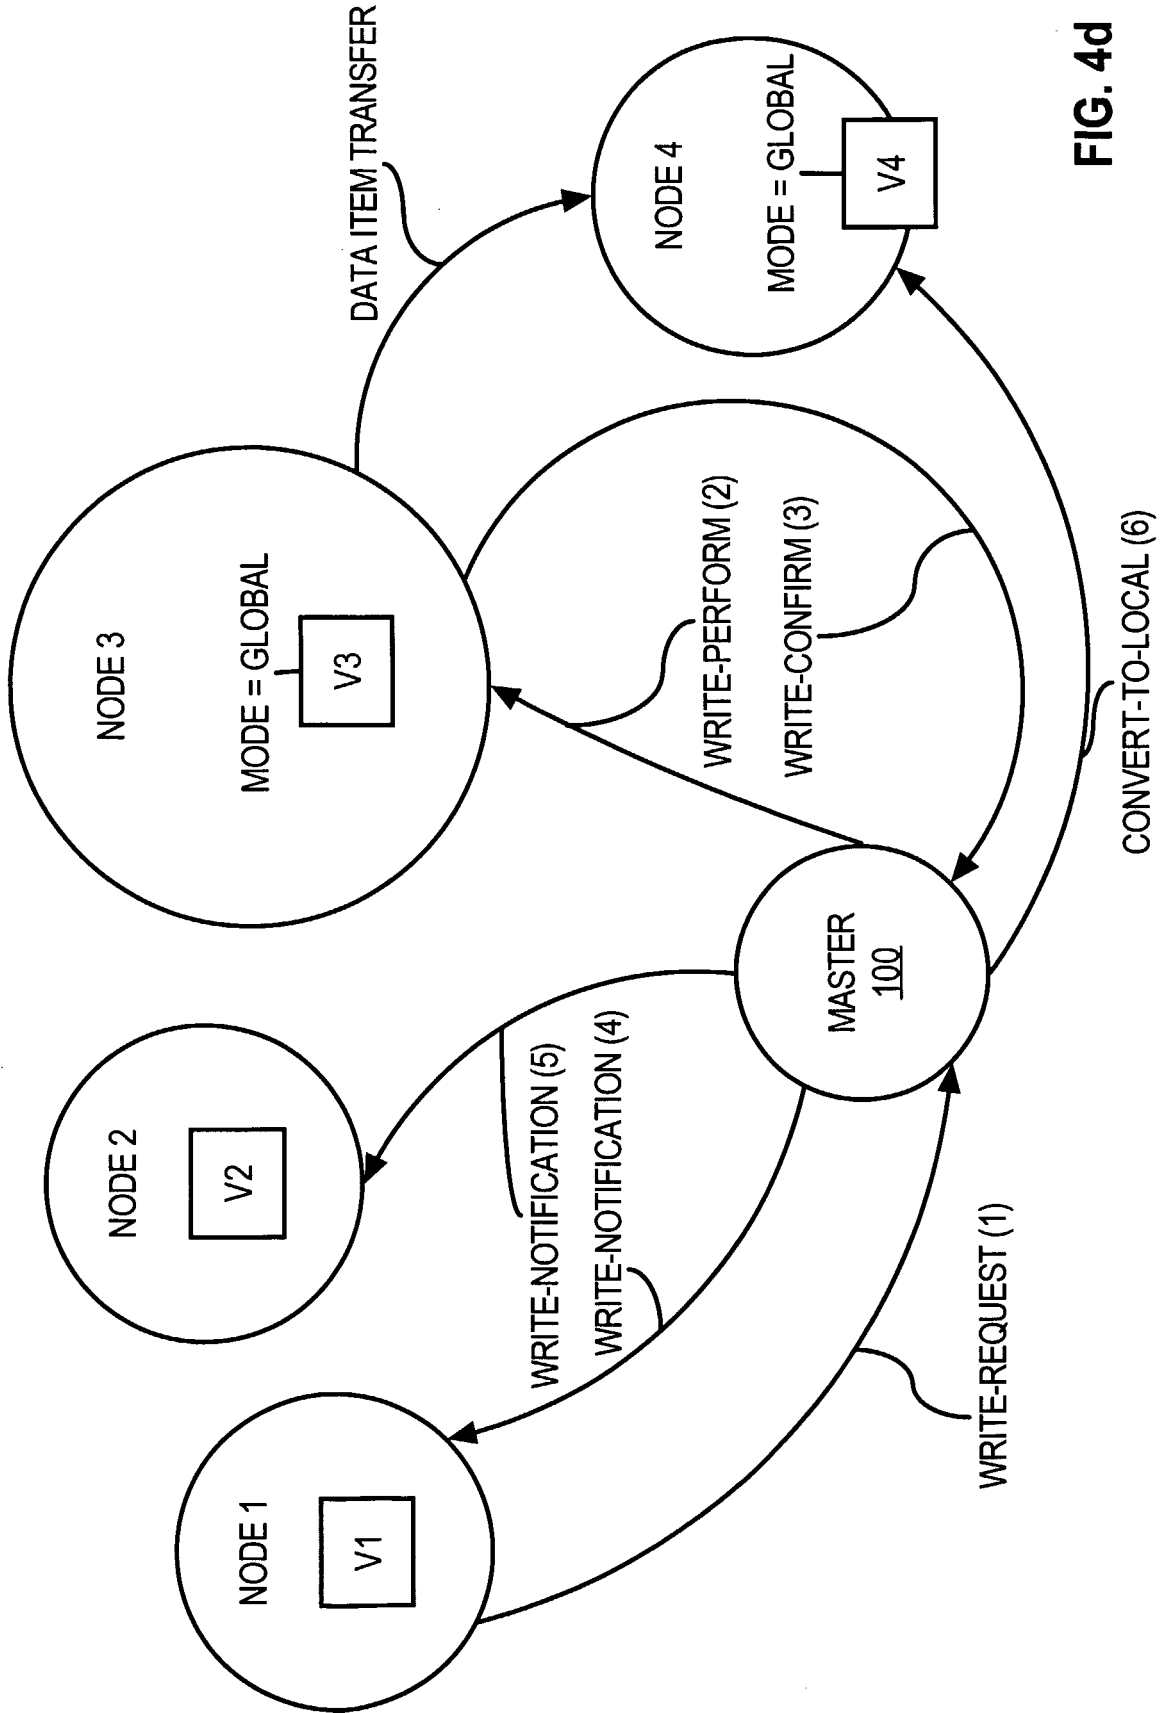 NODE 1
V1
NODE 2
V2
NODE 3
MODE = GLOBAL
V3
DATA ITEM TRANSFER
NODE 4
MODE = GLOBAL
V4
WRITE-NOTIFICATION (5)
WRITE-NOTIFICATION (4)
WRITE-PERFORM (2)
WRITE-CONFIRM (3)
MASTER
100
WRITE-REQUEST (1)
CONVERT-TO-LOCAL (6)
FIG. 4d